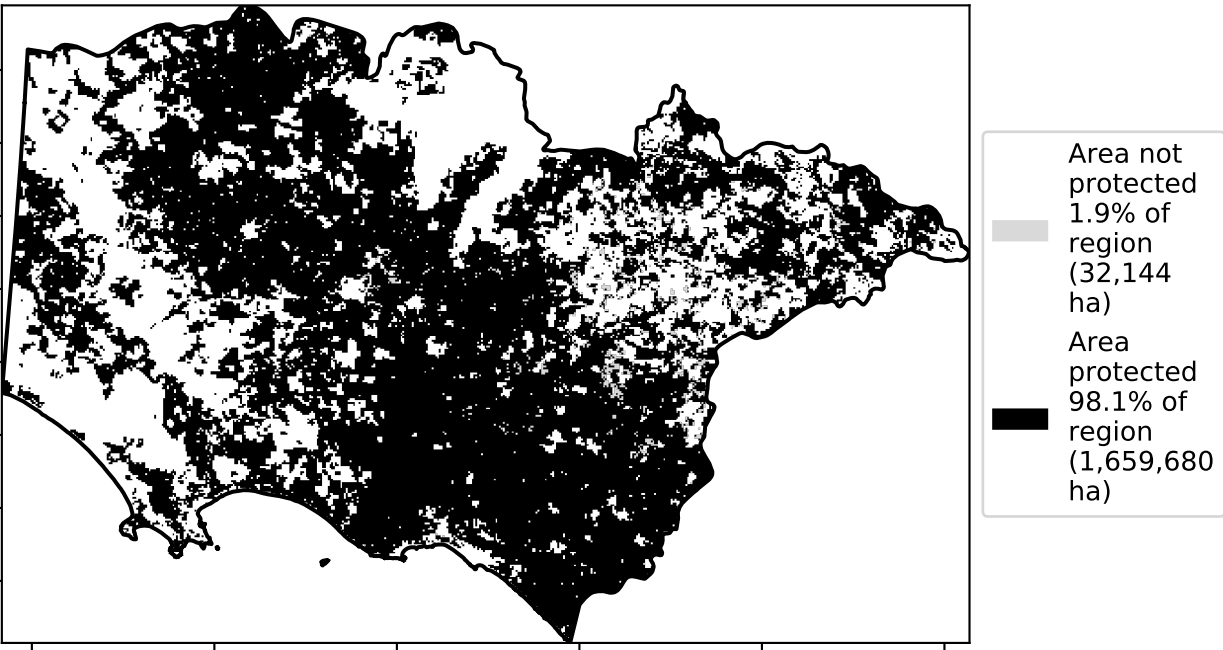 Area not
protected
1.9% of
region
(32,144
ha)
Area
protected
98.1% of
region
(1,659,680
ha)